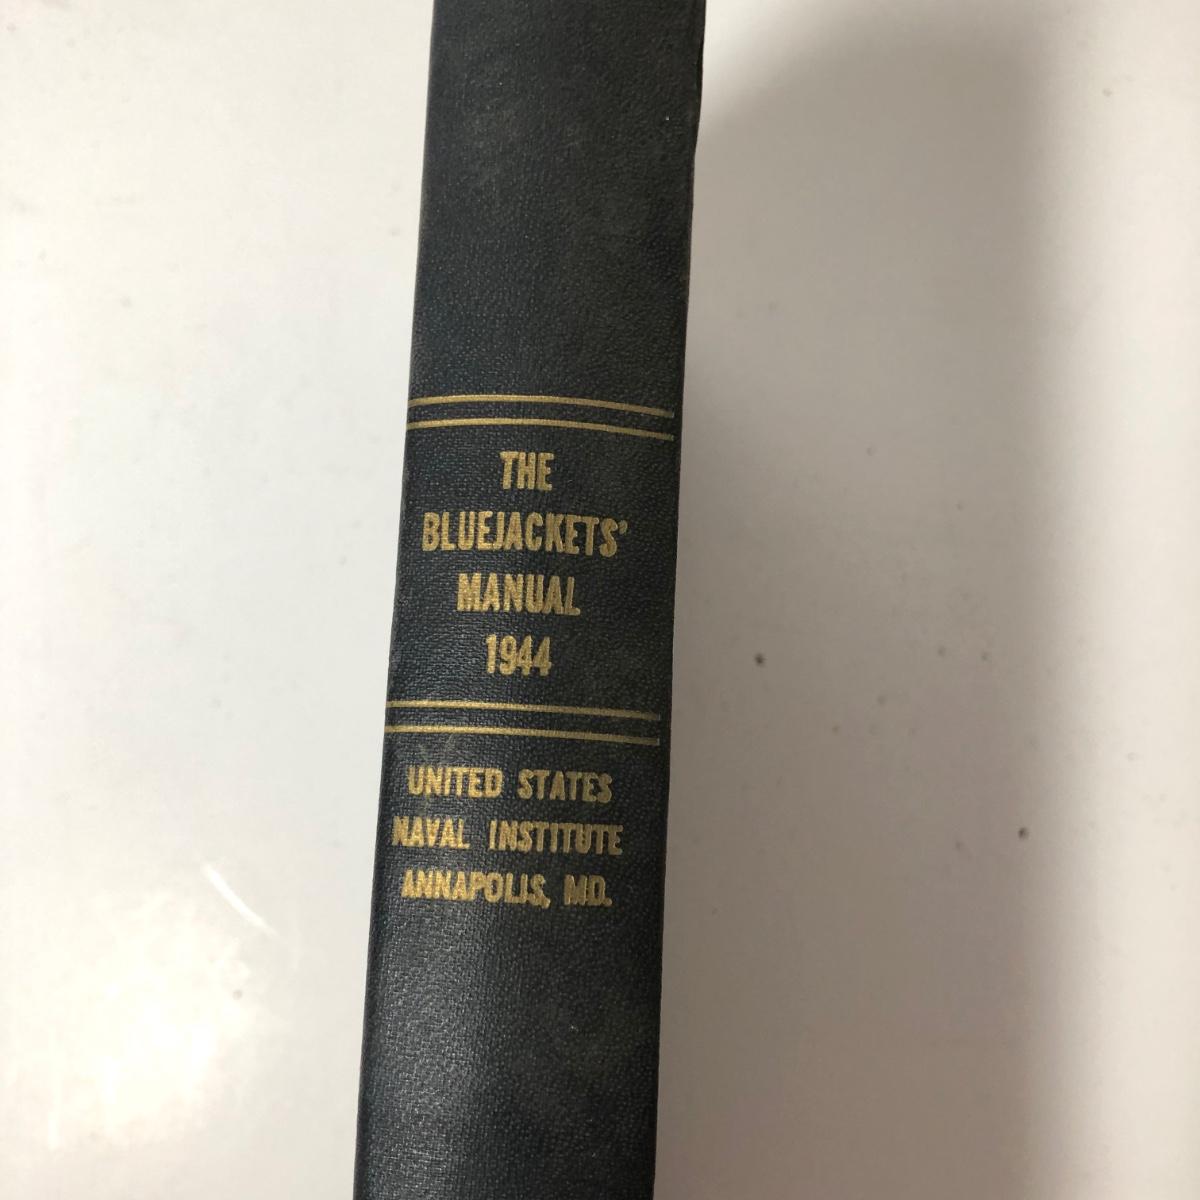 THE
BLUEJACKETS'
MANUAL
1944
UNITED STATES
NAVAL INSTITUTE
ANNAPOLIS, MD.